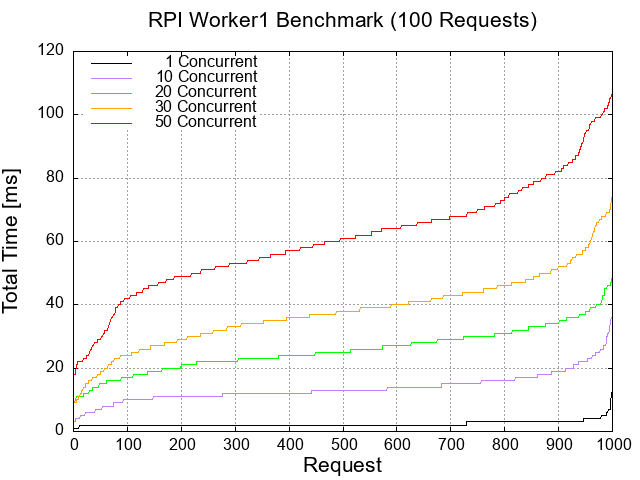 RPI Worker1 Benchmark (100 Requests)
120
100
80
60
40
20
0
1 Concurrent
10 Concurrent
20 Concurrent
30 Concurrent
50 Concurrent
Total Time [ms]
0 100 200 300 400 500 600 700 800 900 1000
Request